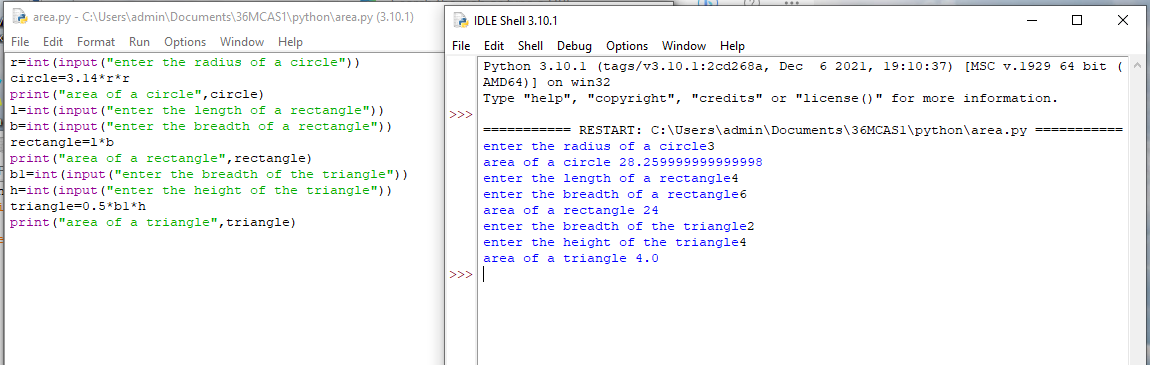 area.py - C:\Users\admin\Documents\36MCAS1\python\area.py (3.10.1)
File Edit Format Run Options Window Help
r=int(input("enter the radius of a circle"))
circle=3.14*r*r
print("area of a circle",circle)
l=int(input("enter the length of a rectangle"))
b=int(input("enter the breadth of a rectangle"))
rectangle=l*b
print("area of a rectangle",rectangle)
b1=int(input("enter the breadth of the triangle"))
h=int(input("enter the height of the triangle"))
triangle=0.5*b1*h
print("area of a triangle",triangle)
IDLE Shell 3.10.1
File Edit Shell Debug Options Window Help
Python 3.10.1 (tags/v3.10.1:2cd268a, Dec  6 2021, 19:10:37) [MSC v.1929 64 bit (
AMD64)] on win32
Type "help", "copyright", "credits" or "license()" for more information.
>>>
=========== RESTART: C:\Users\admin\Documents\36MCAS1\python\area.py ===========
enter the radius of a circle3
area of a circle 28.259999999999998
enter the length of a rectangle4
enter the breadth of a rectangle6
area of a rectangle 24
enter the breadth of the triangle2
enter the height of the triangle4
area of a triangle 4.0
>>>